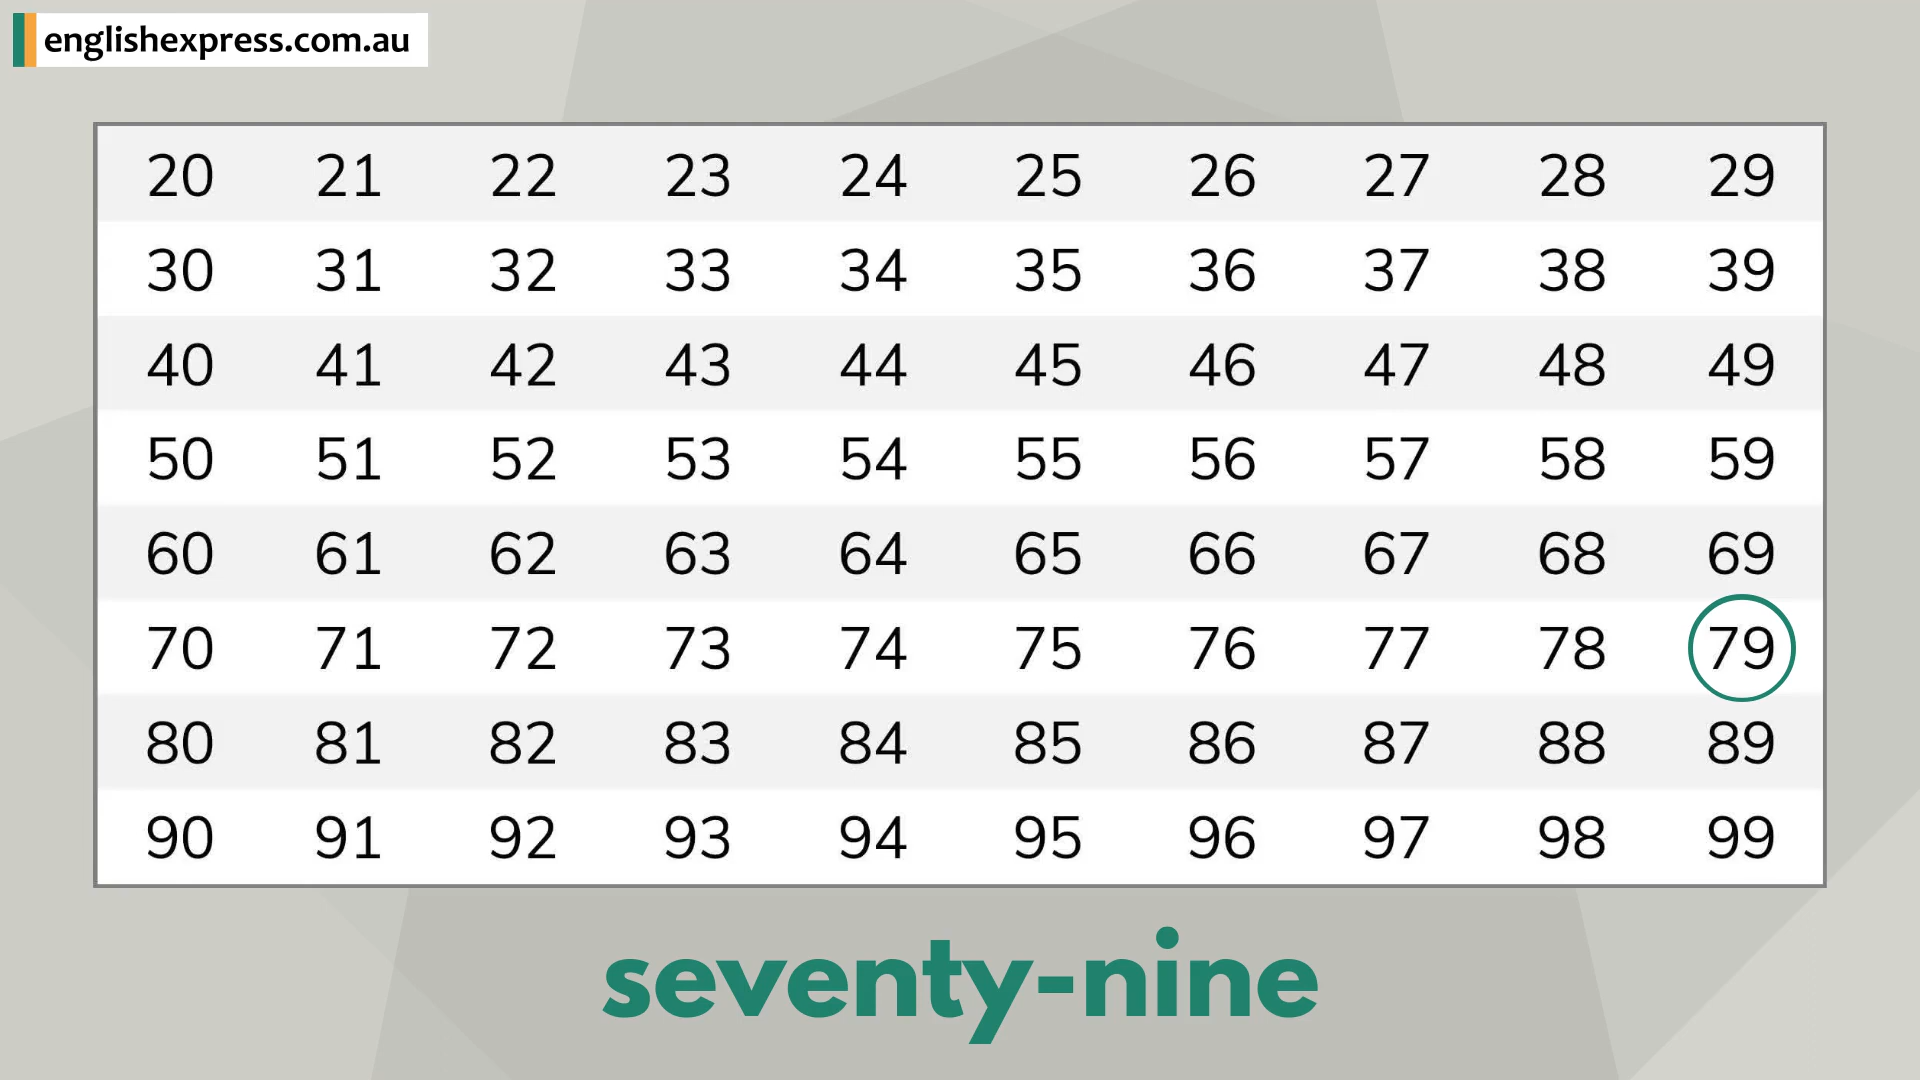 englishexpress.com.au
20 21 22 23 24 25 26 27 28 29
30 31 32 33 34 35 36 37 38 39
40 41 42 43 44 45 46 47 48 49
50 51 52 53 54 55 56 57 58 59
60 61 62 63 64 65 66 67 68 69
70 71 72 73 74 75 76 77 78 79
80 81 82 83 84 85 86 87 88 89
90 91 92 93 94 95 96 97 98 99
seventy-nine